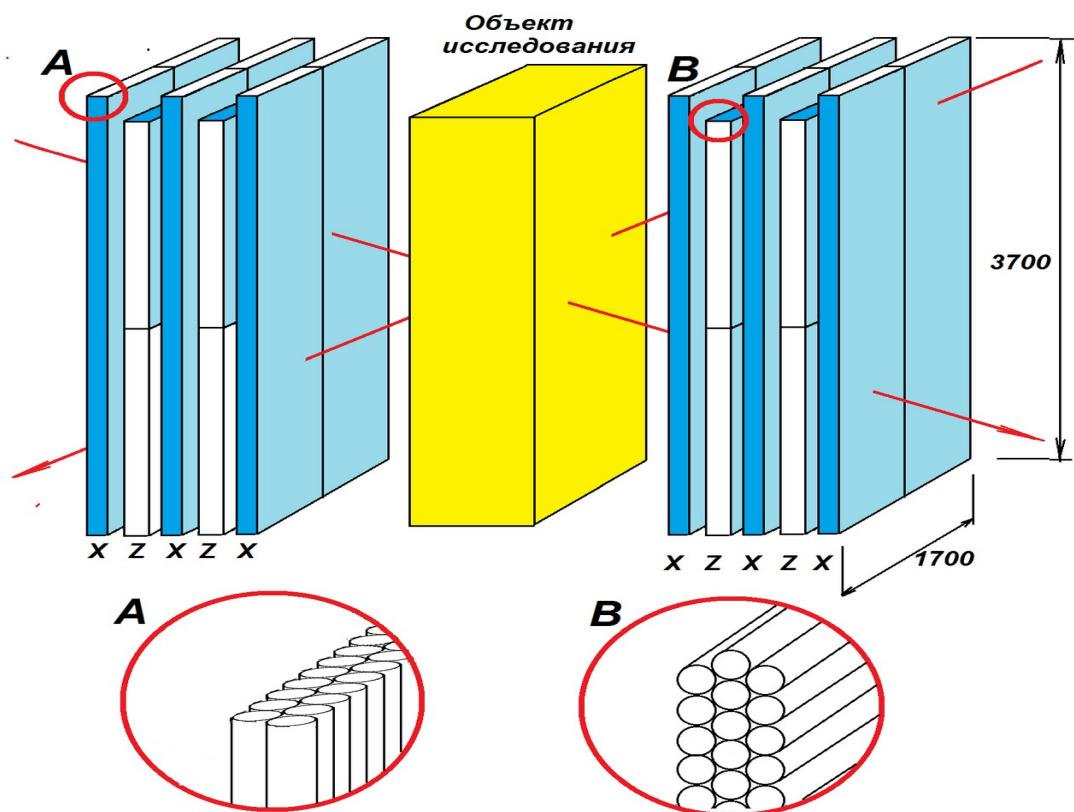 Объект
исследования
A
B
3700
1700
X Z X Z X
X Z X Z X
A
B